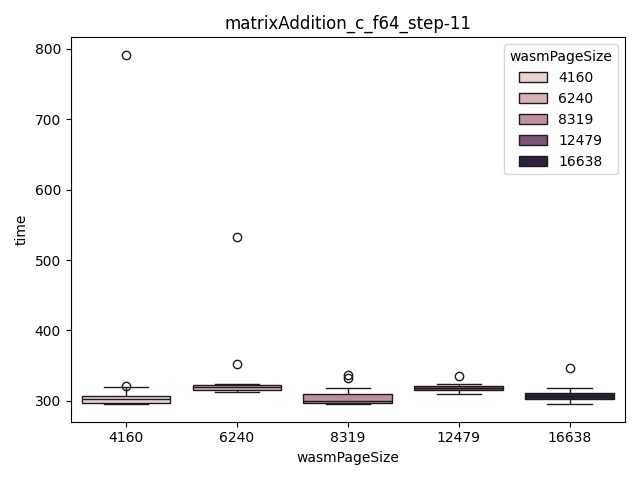 matrixAddition_c_f64_step-11
wasmPageSize
4160
6240
8319
12479
16638
800
700
600
500
400
300
time
4160 6240 8319 12479 16638
wasmPageSize